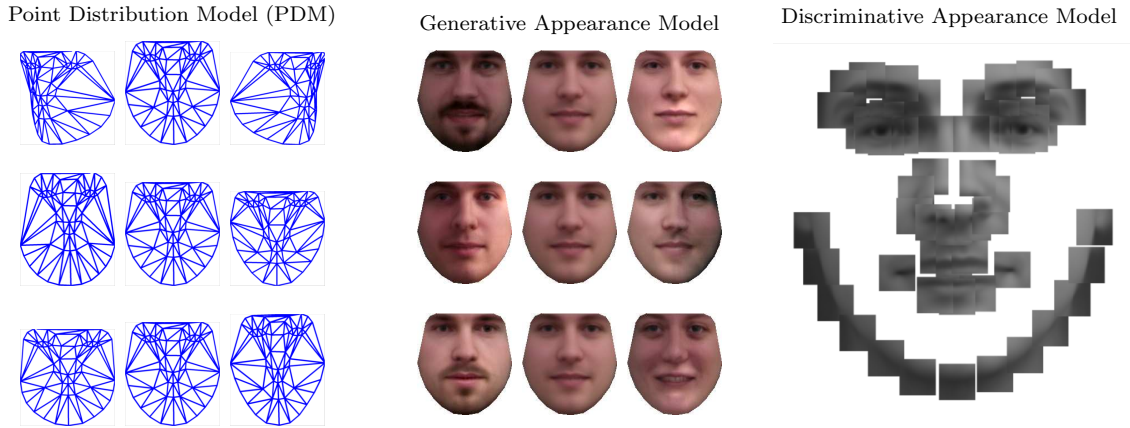 Point Distribution Model (PDM)
Generative Appearance Model
Discriminative Appearance Model